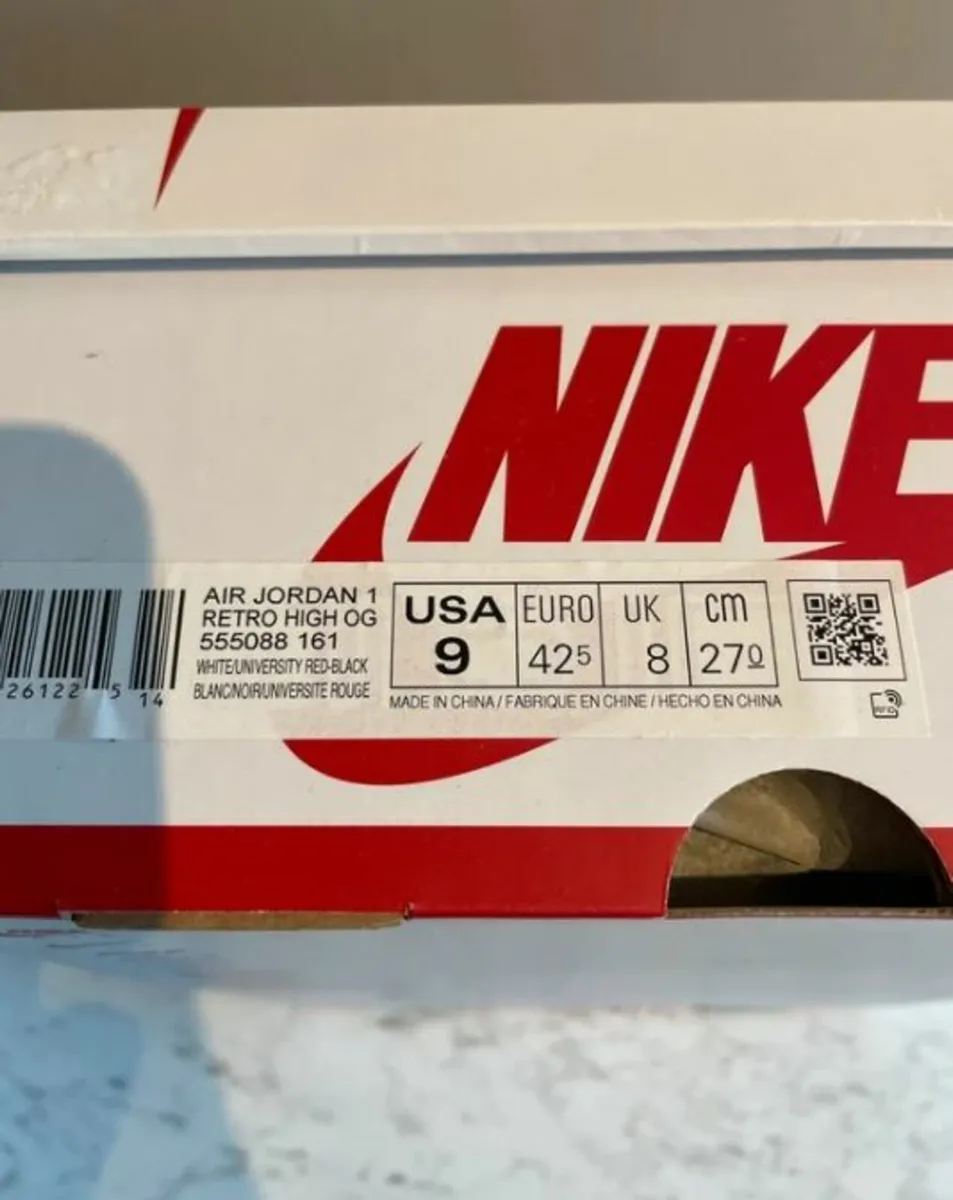 NIKE
AIR JORDAN 1
RETRO HIGH OG
555088 161
WHITE/UNIVERSITY RED-BLACK
BLANC/NOIR/UNIVERSITE ROUGE
26122 5 14
USA EURO UK cm
9 425 8 270
MADE IN CHINA / FABRIQUE EN CHINE / HECHO EN CHINA
RFID